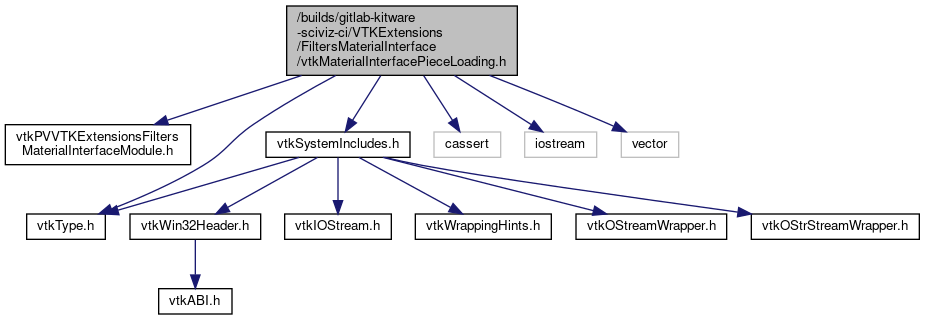 /builds/gitlab-kitware
-sciviz-ci/VTKExtensions
/FiltersMaterialInterface
/vtkMaterialInterfacePieceLoading.h
vtkPVVTKExtensionsFilters
MaterialInterfaceModule.h
vtkSystemIncludes.h
cassert
iostream
vector
vtkType.h
vtkWin32Header.h
vtkIOStream.h
vtkWrappingHints.h
vtkOStreamWrapper.h
vtkOStrStreamWrapper.h
vtkABI.h